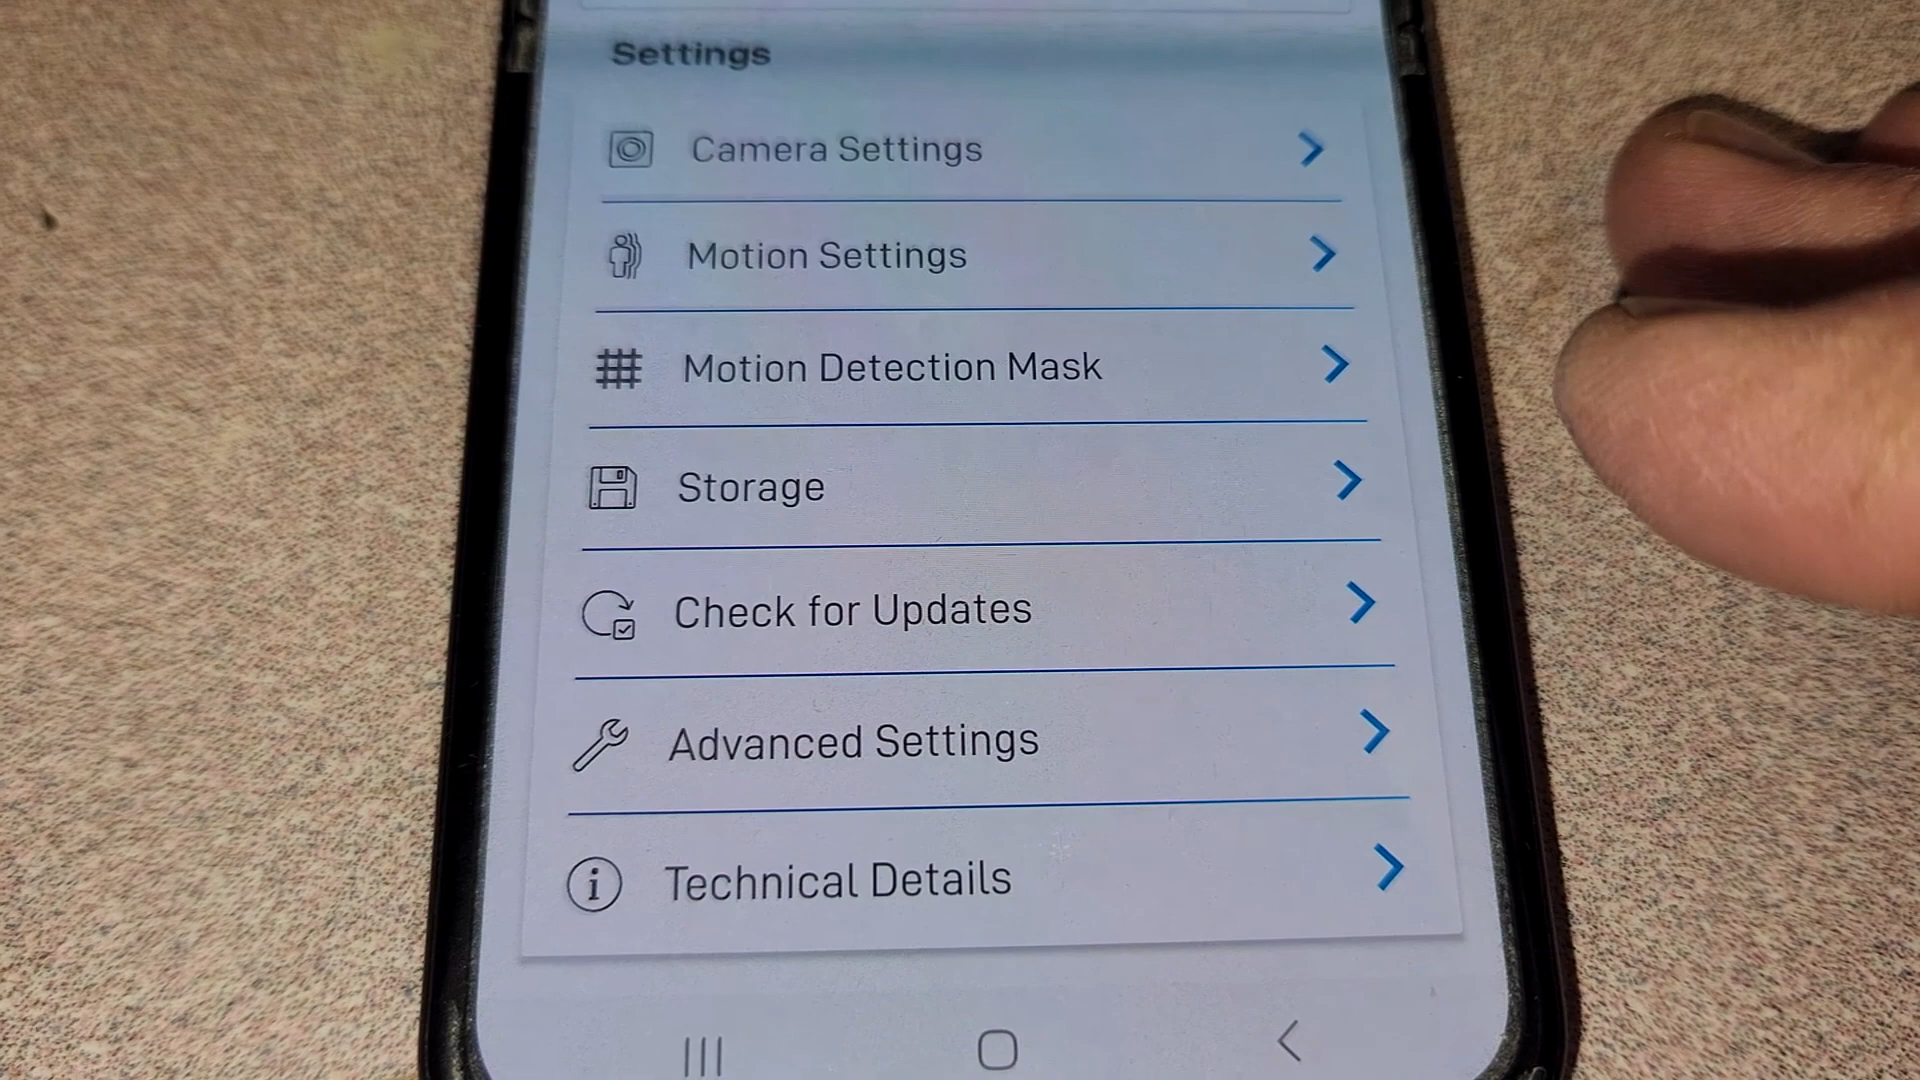 Settings
Camera Settings
Motion Settings
Motion Detection Mask
Storage
Check for Updates
Advanced Settings
Technical Details